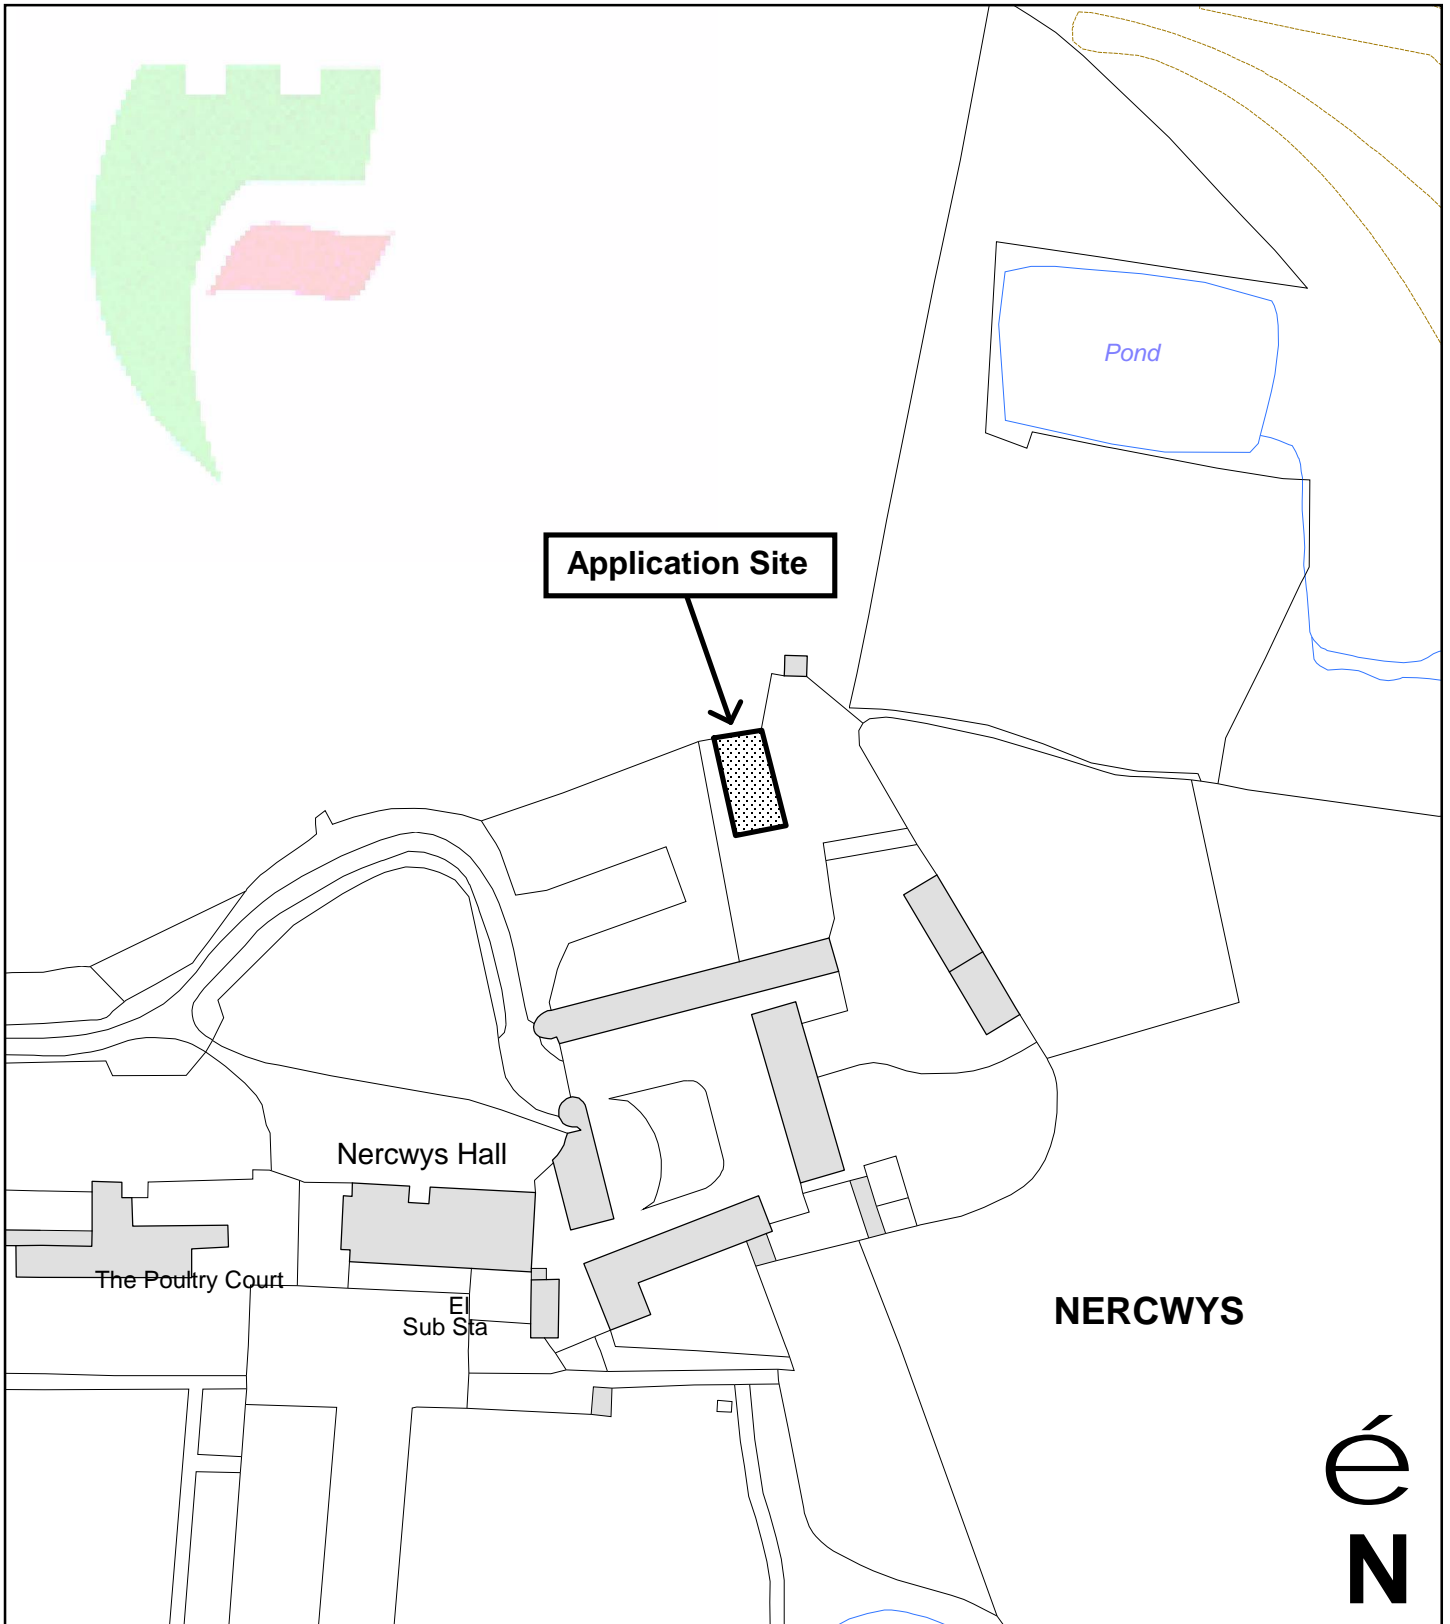 Pond
Application Site
Nercwys Hall
The Poultry Court
El
Sub Sta
NERCWYS
é
N